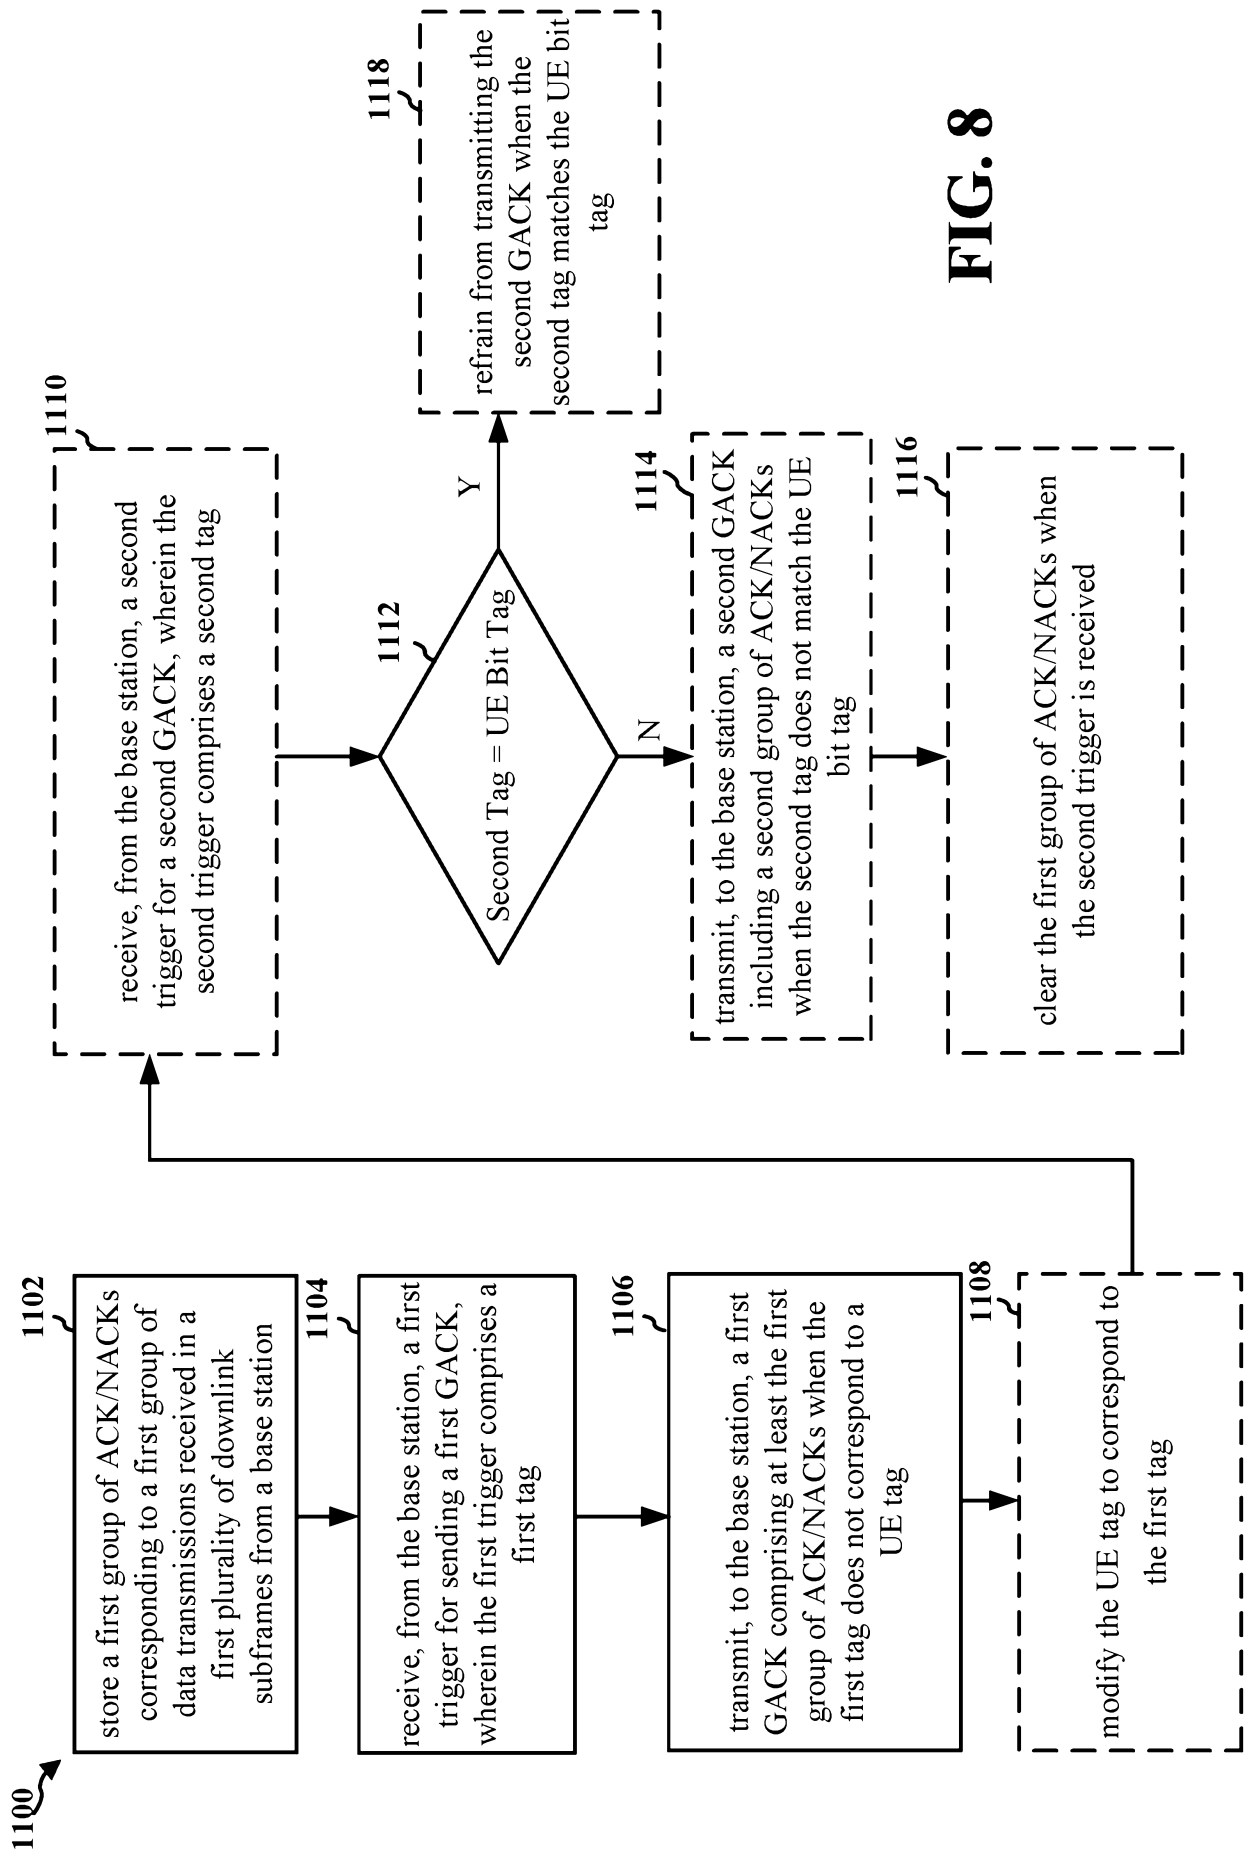 1100
1102
store a first group of ACK/NACKs
corresponding to a first group of
data transmissions received in a
first plurality of downlink
subframes from a base station
1104
receive, from the base station, a first
trigger for sending a first GACK,
wherein the first trigger comprises a
first tag
1106
transmit, to the base station, a first
GACK comprising at least the first
group of ACK/NACKs when the
first tag does not correspond to a
UE tag
1108
modify the UE tag to correspond to
the first tag
1110
receive, from the base station, a second
trigger for a second GACK, wherein the
second trigger comprises a second tag
1112
Second Tag = UE Bit Tag
Y
N
1118
refrain from transmitting the
second GACK when the
second tag matches the UE bit
tag
1114
transmit, to the base station, a second GACK
including a second group of ACK/NACKs
when the second tag does not match the UE
bit tag
1116
clear the first group of ACK/NACKs when
the second trigger is received
FIG. 8